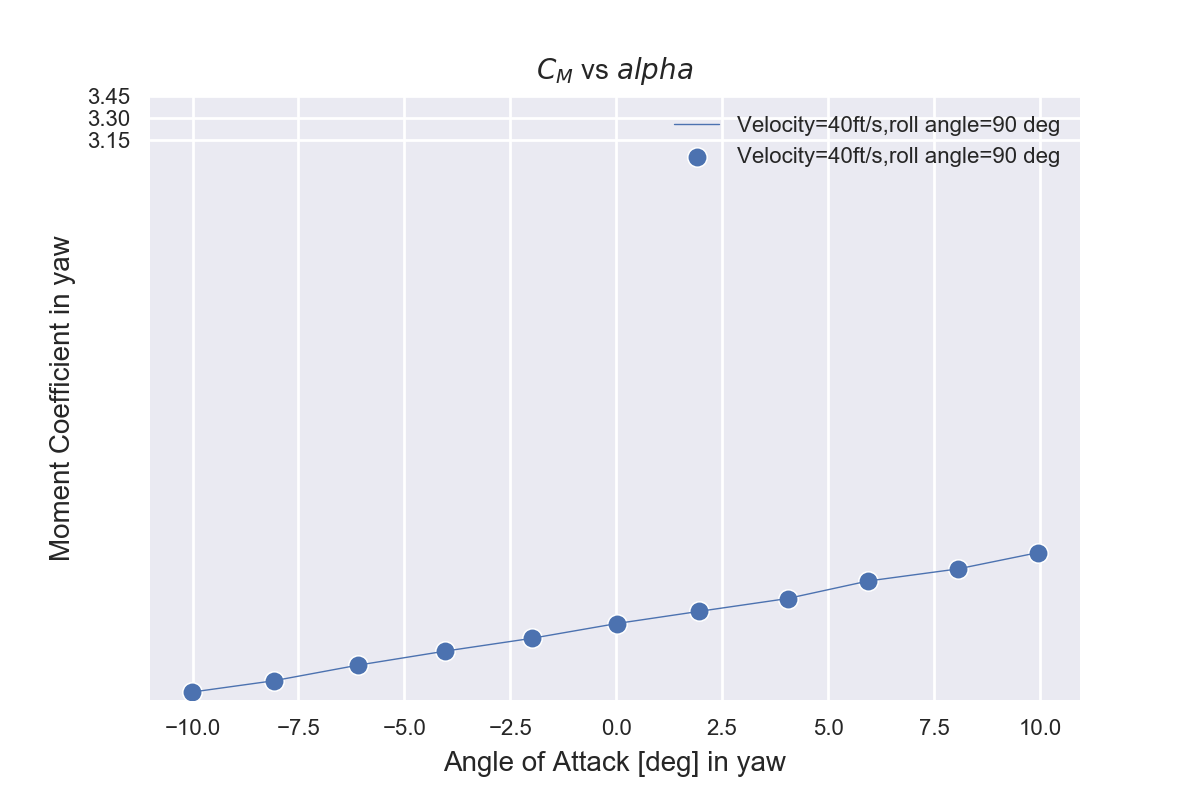 C_M vs alpha
3.45
3.30
3.15
Velocity=40ft/s,roll angle=90 deg
Velocity=40ft/s,roll angle=90 deg
Moment Coefficient in yaw
−10.0 −7.5 −5.0 −2.5 0.0 2.5 5.0 7.5 10.0
Angle of Attack [deg] in yaw